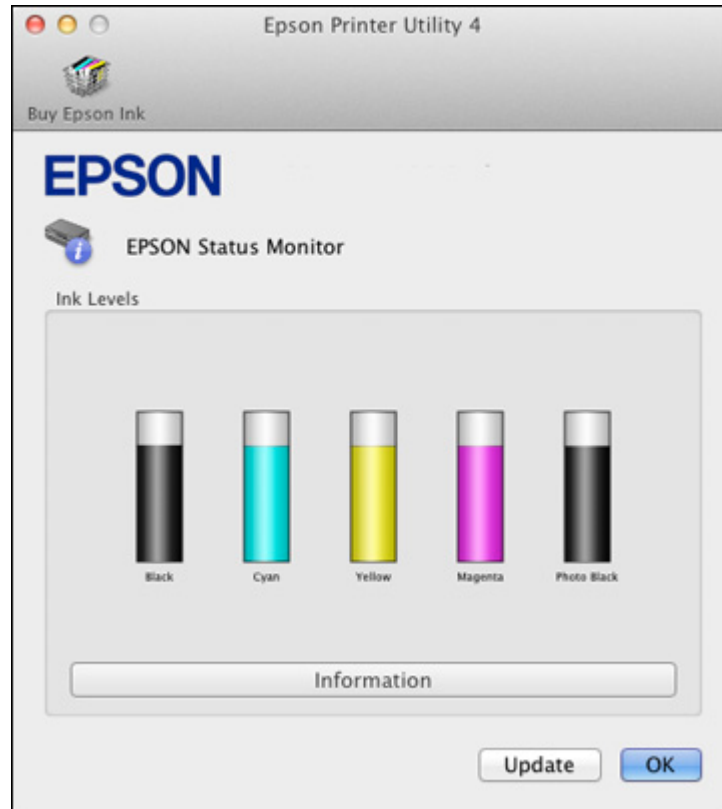 Epson Printer Utility 4
Buy Epson Ink
EPSON
EPSON Status Monitor
Ink Levels
Black Cyan Yellow Magenta Photo Black
Information
Update OK